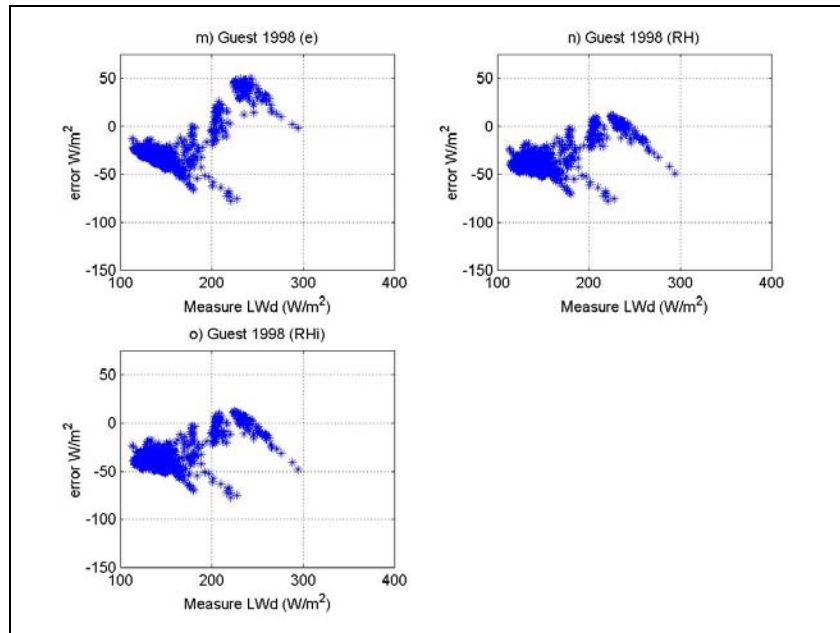 m) Guest 1998 (e)
50
0
-50
-100
-150
error W/m²
100 200 300 400
Measure LWd (W/m²)
n) Guest 1998 (RH)
50
0
-50
-100
-150
error W/m²
100 200 300 400
Measure LWd (W/m²)
o) Guest 1998 (RHi)
50
0
-50
-100
-150
error W/m²
100 200 300 400
Measure LWd (W/m²)